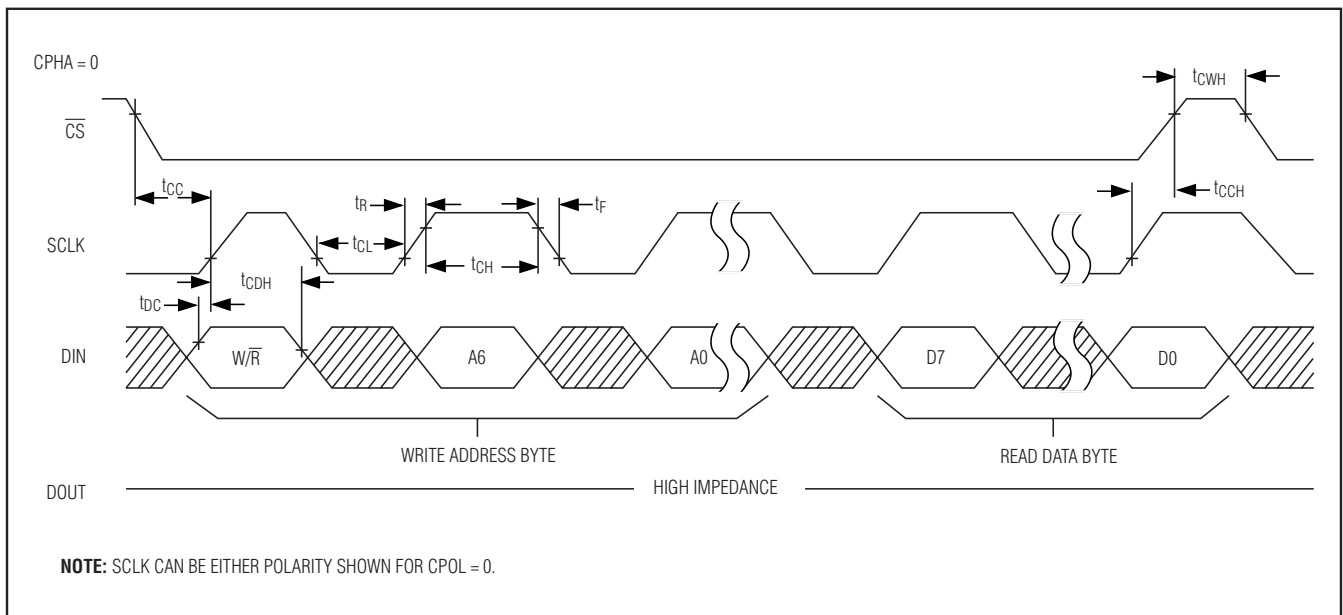 CPHA = 0
tCWH
CS
tCC
tCCH
tR
tF
SCLK
tCL
tCH
tCDH
tDC
DIN
W/R
A6
A0
D7
D0
WRITE ADDRESS BYTE
READ DATA BYTE
DOUT
HIGH IMPEDANCE
NOTE: SCLK CAN BE EITHER POLARITY SHOWN FOR CPOL = 0.